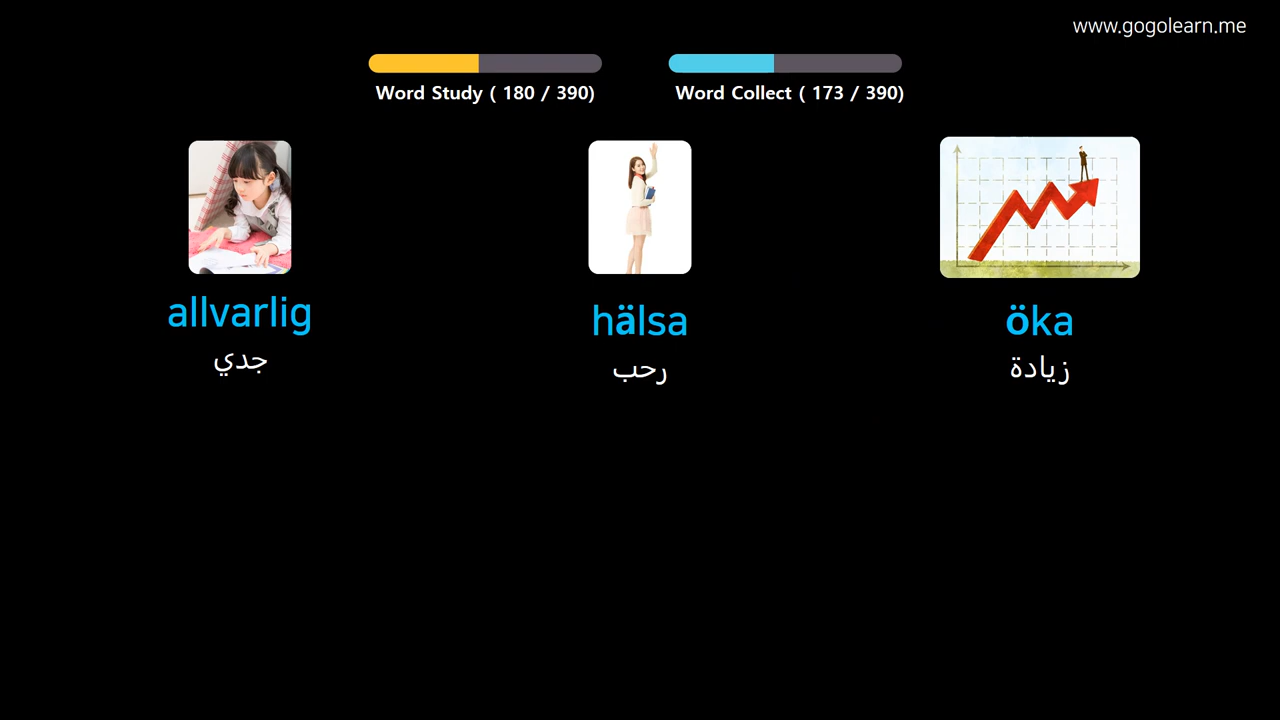 www.gogolearn.me
Word Study ( 180 / 390)
Word Collect ( 173 / 390)
allvarlig
جدي
hälsa
رحب
öka
زيادة